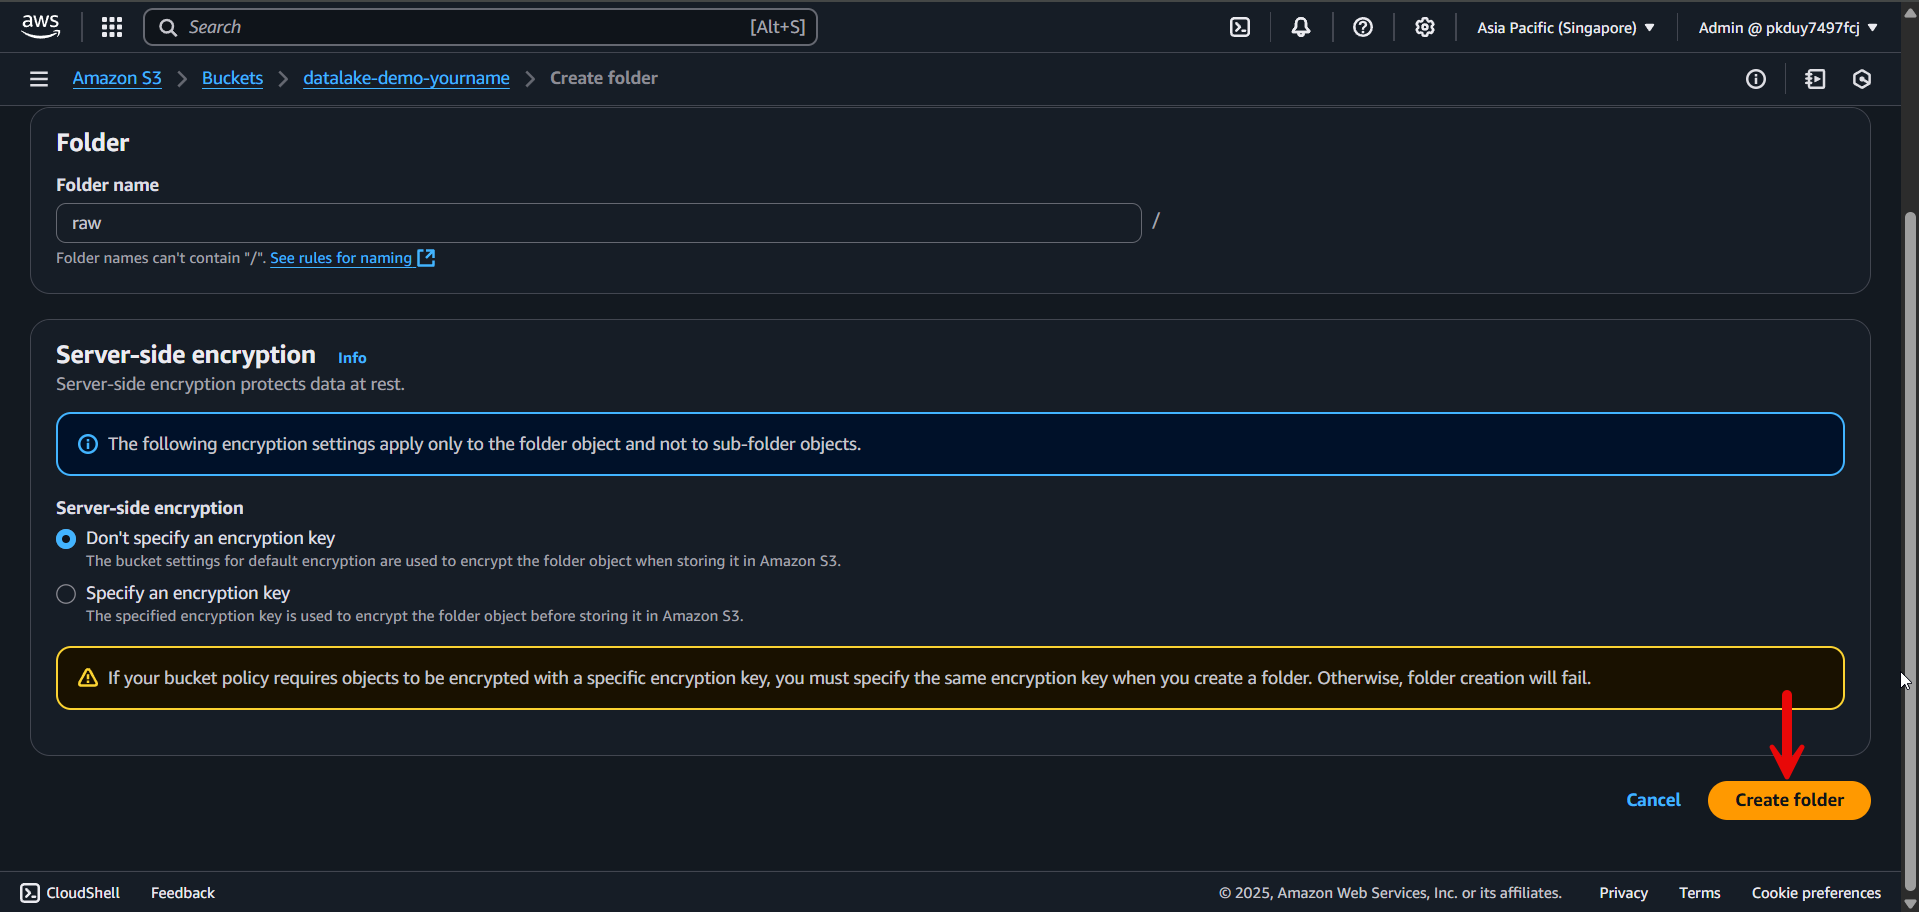 aws
Search
[Alt+S]
Asia Pacific (Singapore)
Admin @ pkduy7497fcj
Amazon S3
Buckets
datalake-demo-yourname
Create folder
Folder
Folder name
raw
/
Folder names can't contain "/". See rules for naming
Server-side encryption Info
Server-side encryption protects data at rest.
The following encryption settings apply only to the folder object and not to sub-folder objects.
Server-side encryption
Don't specify an encryption key
The bucket settings for default encryption are used to encrypt the folder object when storing it in Amazon S3.
Specify an encryption key
The specified encryption key is used to encrypt the folder object before storing it in Amazon S3.
If your bucket policy requires objects to be encrypted with a specific encryption key, you must specify the same encryption key when you create a folder. Otherwise, folder creation will fail.
Cancel
Create folder
CloudShell
Feedback
© 2025, Amazon Web Services, Inc. or its affiliates.
Privacy
Terms
Cookie preferences